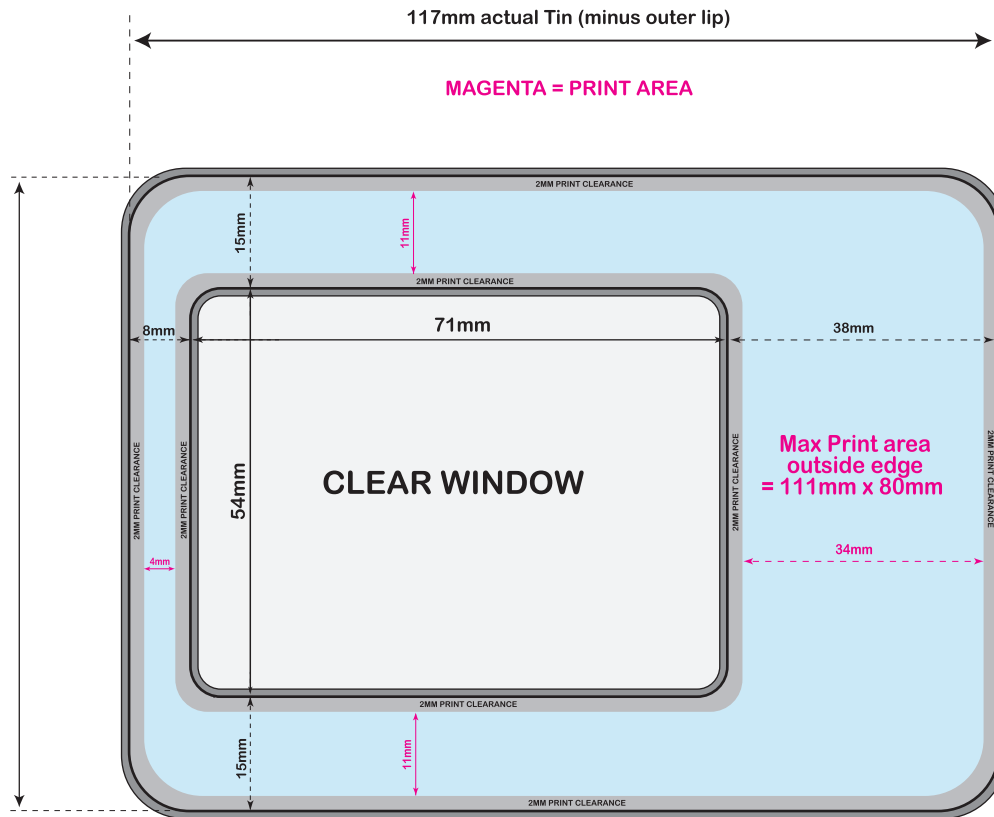 117mm actual Tin (minus outer lip)
MAGENTA = PRINT AREA
2MM PRINT CLEARANCE
15mm
11mm
2MM PRINT CLEARANCE
8mm
71mm
38mm
2MM PRINT CLEARANCE
2MM PRINT CLEARANCE
54mm
CLEAR WINDOW
2MM PRINT CLEARANCE
Max Print area
outside edge
= 111mm x 80mm
2MM PRINT CLEARANCE
4mm
34mm
2MM PRINT CLEARANCE
15mm
11mm
2MM PRINT CLEARANCE